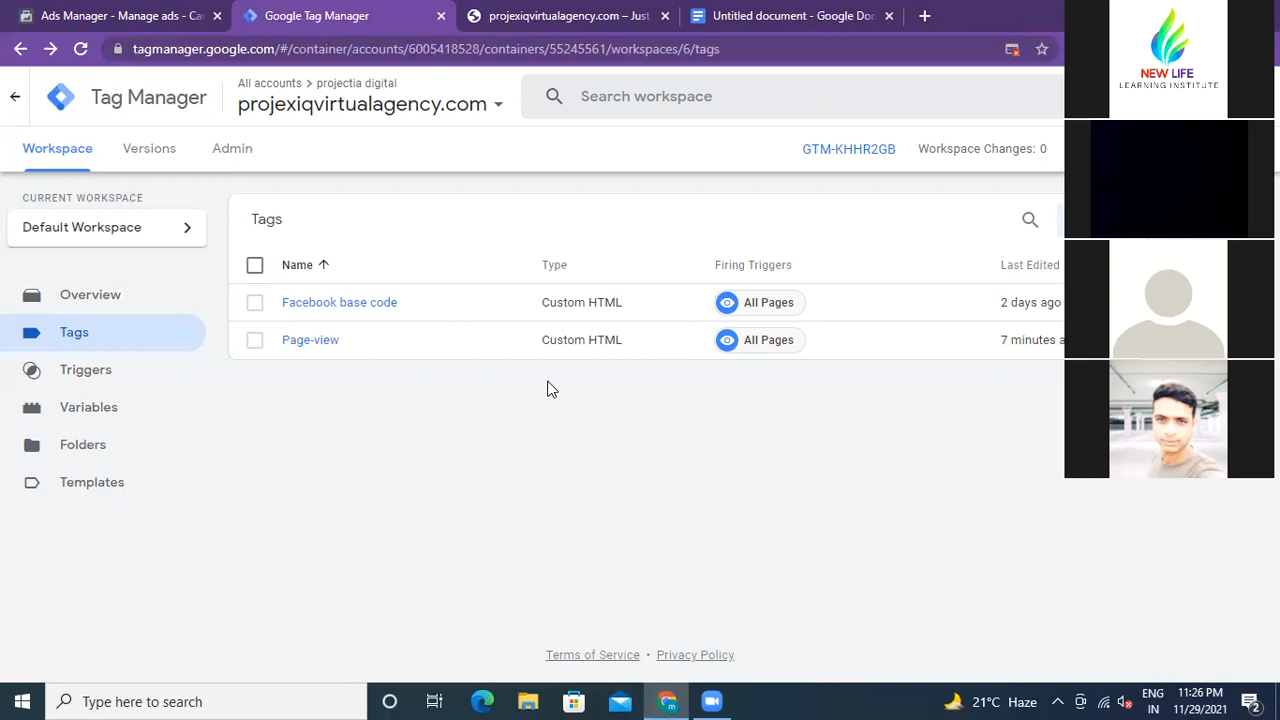 Ads Manager - Manage ads - Ca
Google Tag Manager
projexiqvirtualagency.com – Just
Untitled document - Google Doc
tagmanager.google.com/#/container/accounts/6005418528/containers/55245561/workspaces/6/tags
Tag Manager
All accounts > projectia digital
projexiqvirtualagency.com
Search workspace
NEW LIFE
LEARNING INSTITUTE
Workspace
Versions
Admin
GTM-KHHR2GB
Workspace Changes: 0
CURRENT WORKSPACE
Default Workspace
Overview
Tags
Triggers
Variables
Folders
Templates
Tags
Name
Type
Firing Triggers
Last Edited
Facebook base code
Custom HTML
All Pages
2 days ago
Page-view
Custom HTML
All Pages
7 minutes a
Terms of Service • Privacy Policy
Type here to search
21°C Haze
ENG
IN
11:26 PM
11/29/2021
2